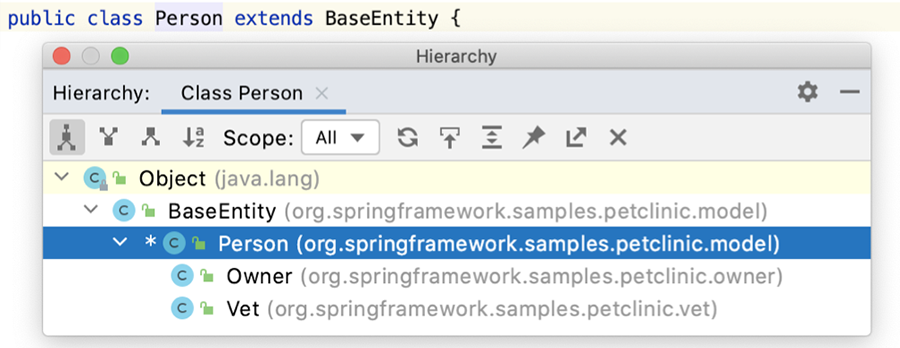 public class Person extends BaseEntity {
Hierarchy
Hierarchy: Class Person
Scope: All
C Object (java.lang)
C BaseEntity (org.springframework.samples.petclinic.model)
* C Person (org.springframework.samples.petclinic.model)
C Owner (org.springframework.samples.petclinic.owner)
C Vet (org.springframework.samples.petclinic.vet)